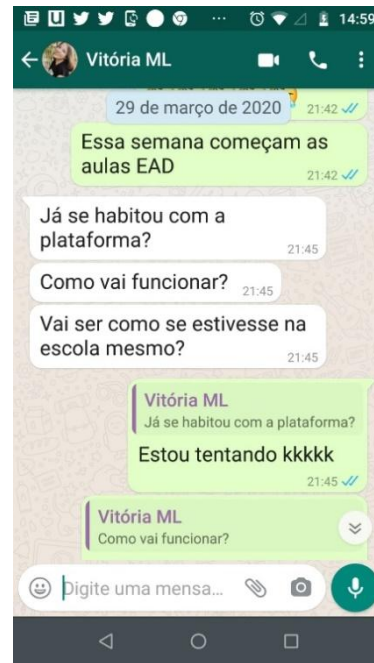 14:59
Vitória ML
29 de março de 2020
21:42
Essa semana começam as
aulas EAD
21:42
Já se habitou com a
plataforma?
21:45
Como vai funcionar?
21:45
Vai ser como se estivesse na
escola mesmo?
21:45
Vitória ML
Já se habitou com a plataforma?
Estou tentando kkkkk
21:45
Vitória ML
Como vai funcionar?
Digite uma mensa...